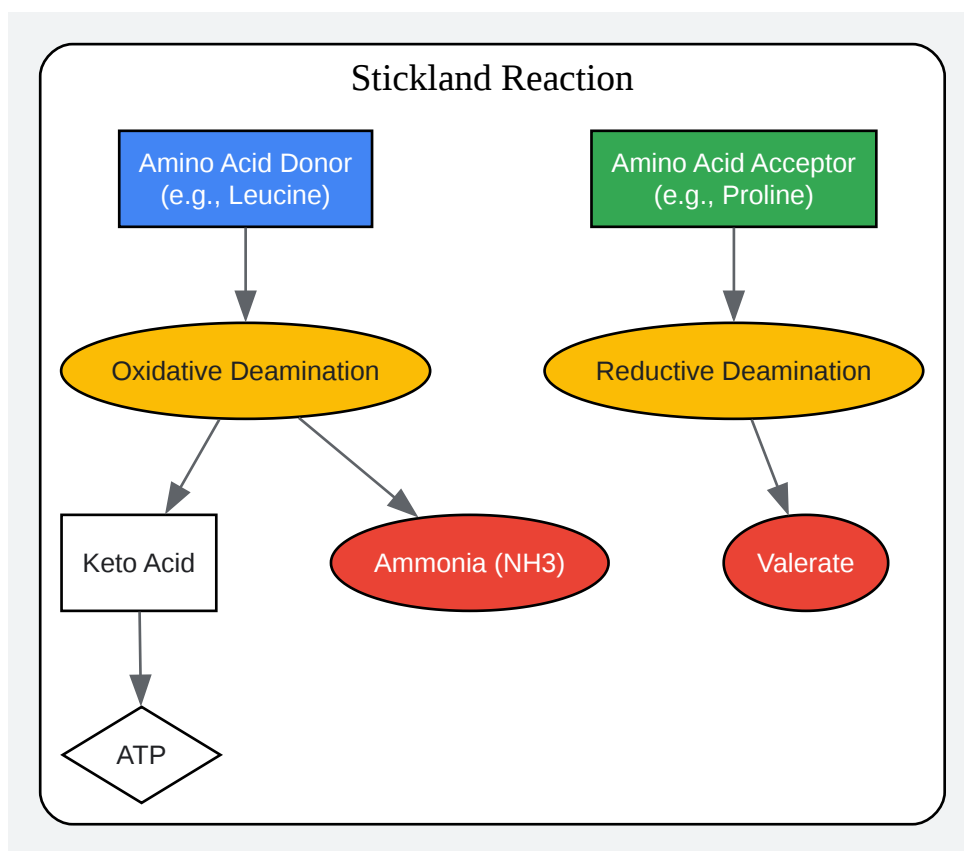 Stickland Reaction
Amino Acid Donor
(e.g., Leucine)
Amino Acid Acceptor
(e.g., Proline)
Oxidative Deamination
Reductive Deamination
Keto Acid
Ammonia (NH3)
Valerate
ATP